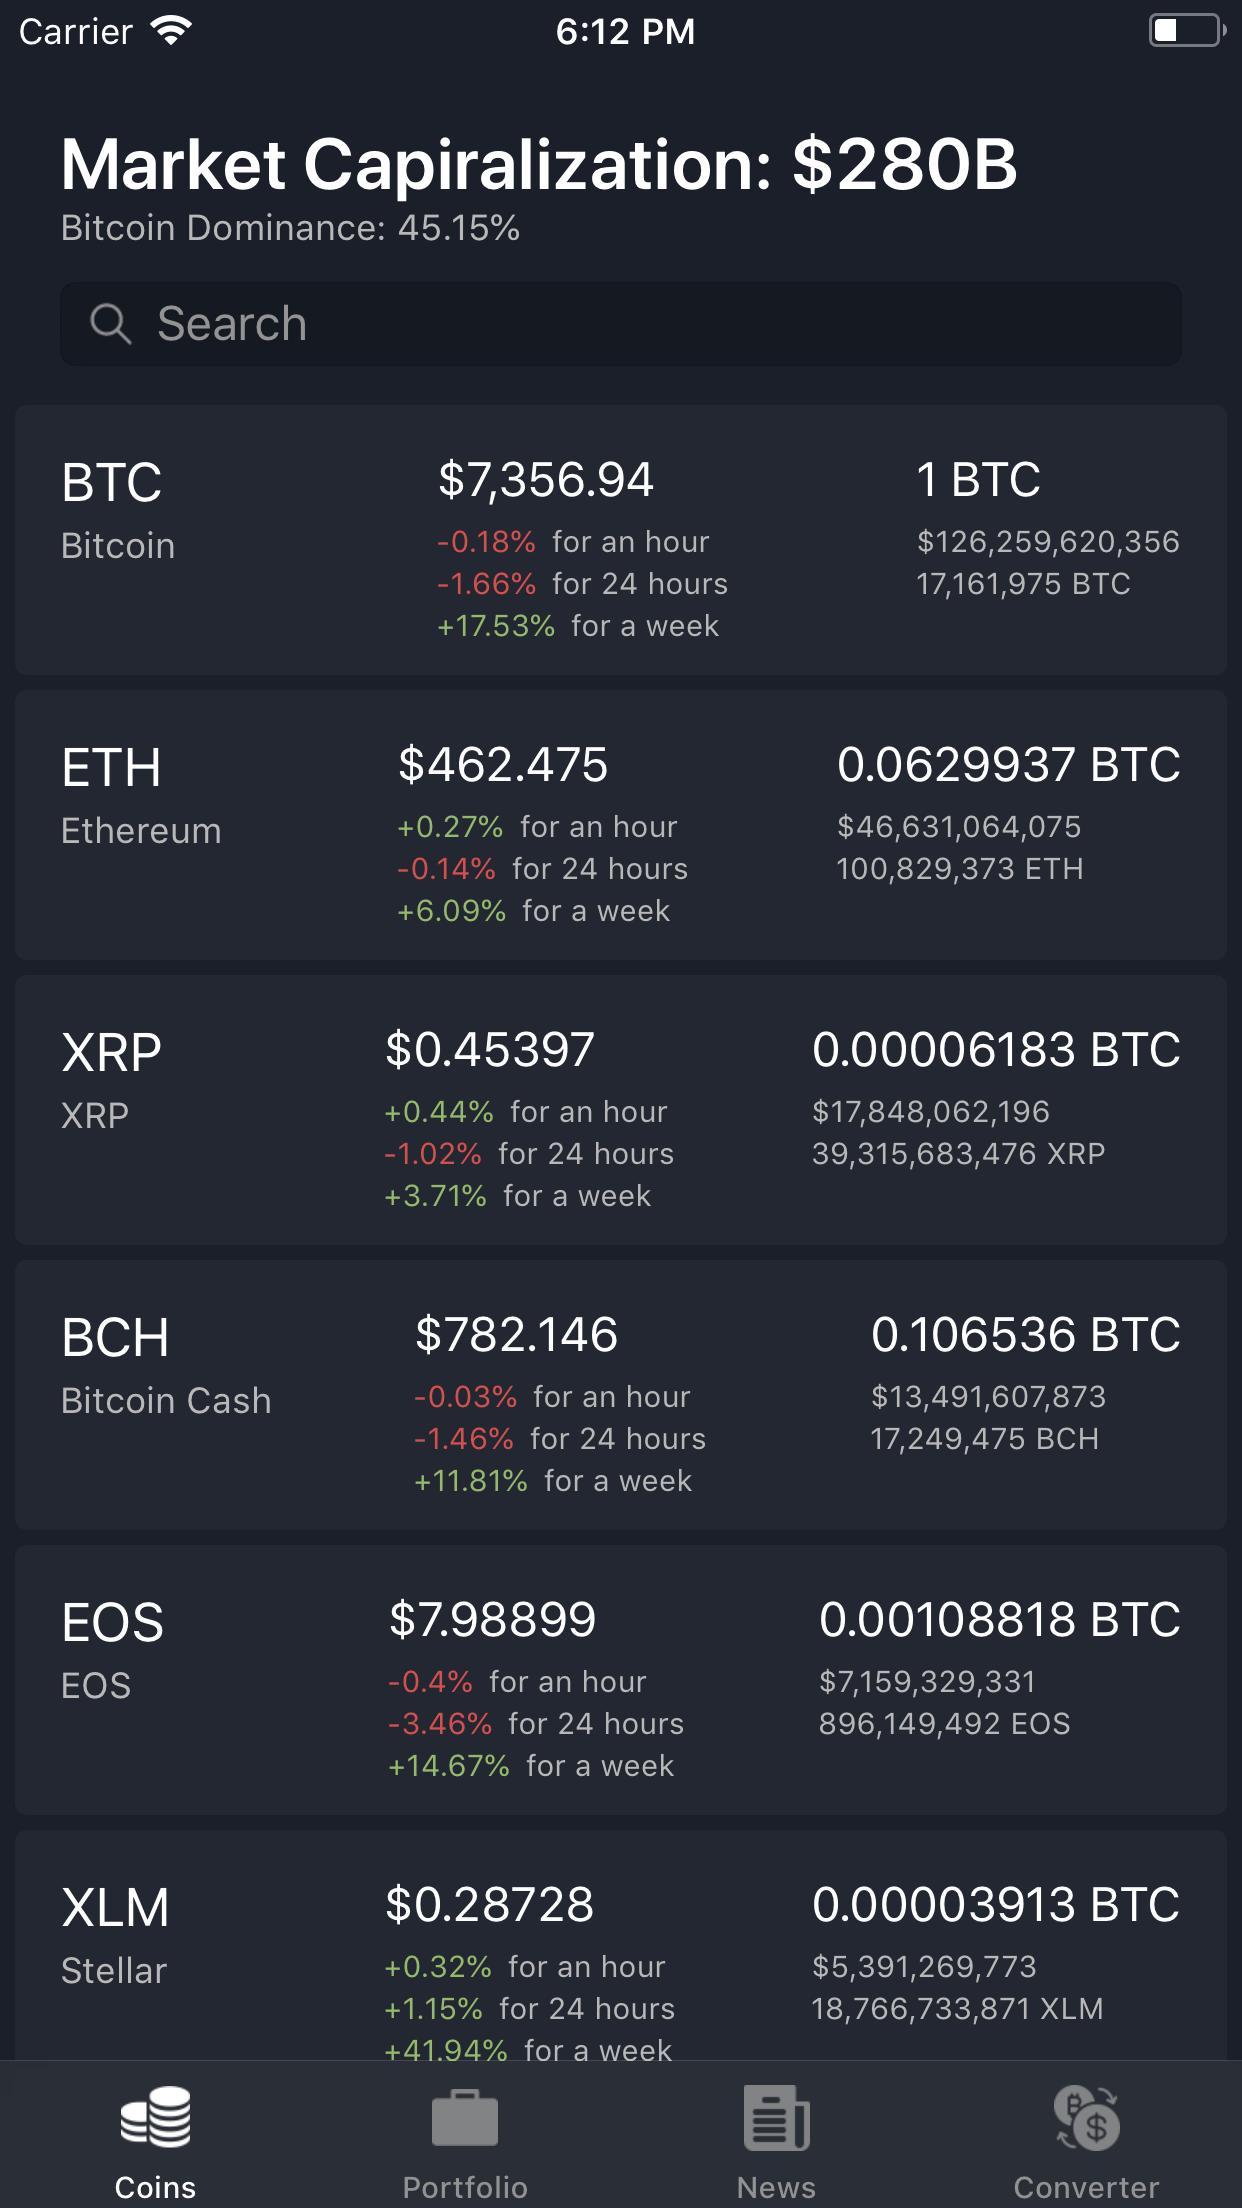 Carrier 6:12 PM
Market Capiralization: $280B
Bitcoin Dominance: 45.15%
Search
BTC $7,356.94 1 BTC
Bitcoin -0.18% for an hour $126,259,620,356
-1.66% for 24 hours 17,161,975 BTC
+17.53% for a week
ETH $462.475 0.0629937 BTC
Ethereum +0.27% for an hour $46,631,064,075
-0.14% for 24 hours 100,829,373 ETH
+6.09% for a week
XRP $0.45397 0.00006183 BTC
XRP +0.44% for an hour $17,848,062,196
-1.02% for 24 hours 39,315,683,476 XRP
+3.71% for a week
BCH $782.146 0.106536 BTC
Bitcoin Cash -0.03% for an hour $13,491,607,873
-1.46% for 24 hours 17,249,475 BCH
+11.81% for a week
EOS $7.98899 0.00108818 BTC
EOS -0.4% for an hour $7,159,329,331
-3.46% for 24 hours 896,149,492 EOS
+14.67% for a week
XLM $0.28728 0.00003913 BTC
Stellar +0.32% for an hour $5,391,269,773
+1.15% for 24 hours 18,766,733,871 XLM
+41.94% for a week
Coins Portfolio News Converter